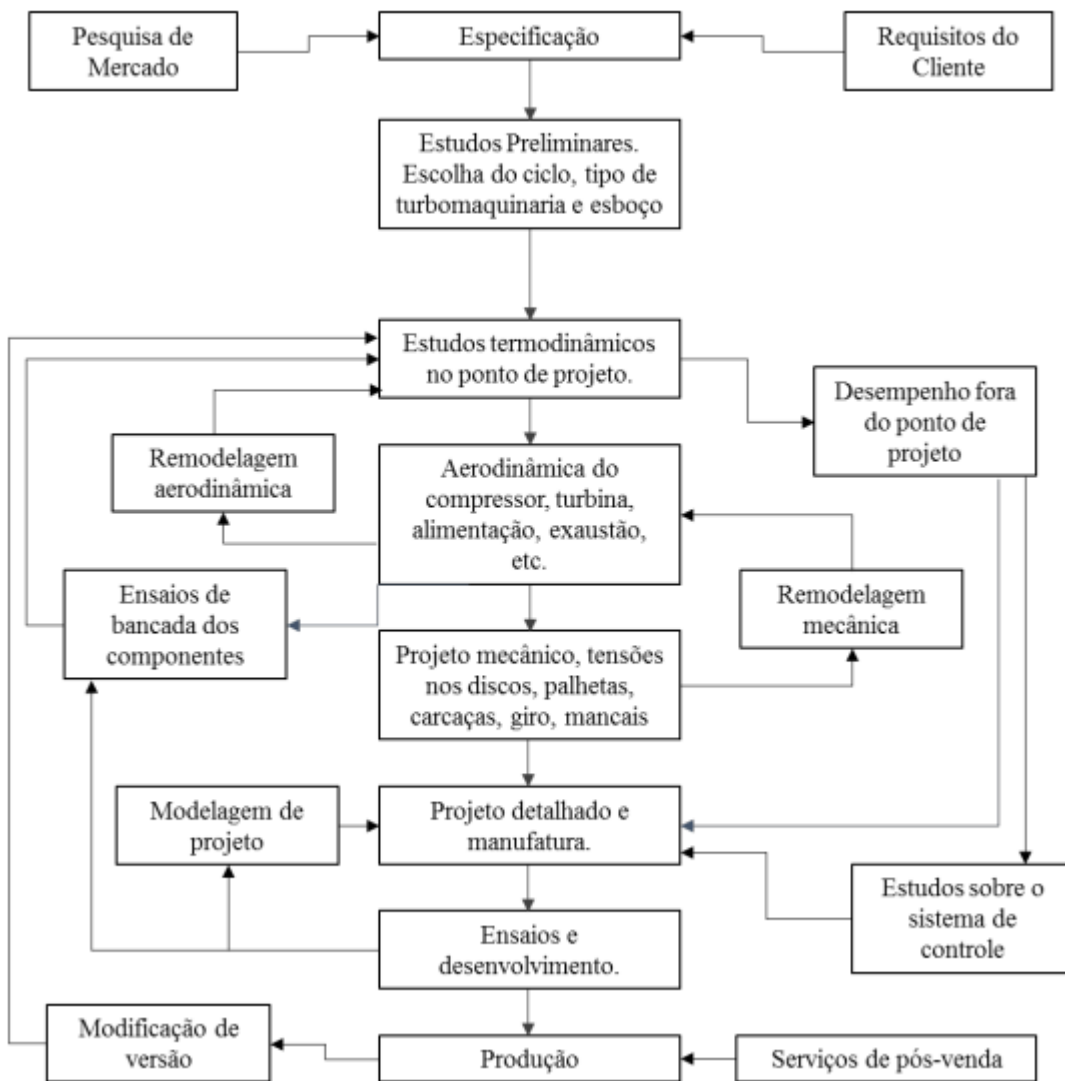 Pesquisa de
Mercado
Especificação
Requisitos do
Cliente
Estudos Preliminares.
Escolha do ciclo, tipo de
turbomaquinaria e esboço
Estudos termodinâmicos
no ponto de projeto.
Desempenho fora
do ponto de
projeto
Remodelagem
aerodinâmica
Aerodinâmica do
compressor, turbina,
alimentação, exaustão,
etc.
Ensaios de
bancada dos
componentes
Remodelagem
mecânica
Projeto mecânico, tensões
nos discos, palhetas,
carcaças, giro, mancais
Modelagem de
projeto
Projeto detalhado e
manufatura.
Estudos sobre o
sistema de
controle
Ensaios e
desenvolvimento.
Modificação de
versão
Produção
Serviços de pós-venda